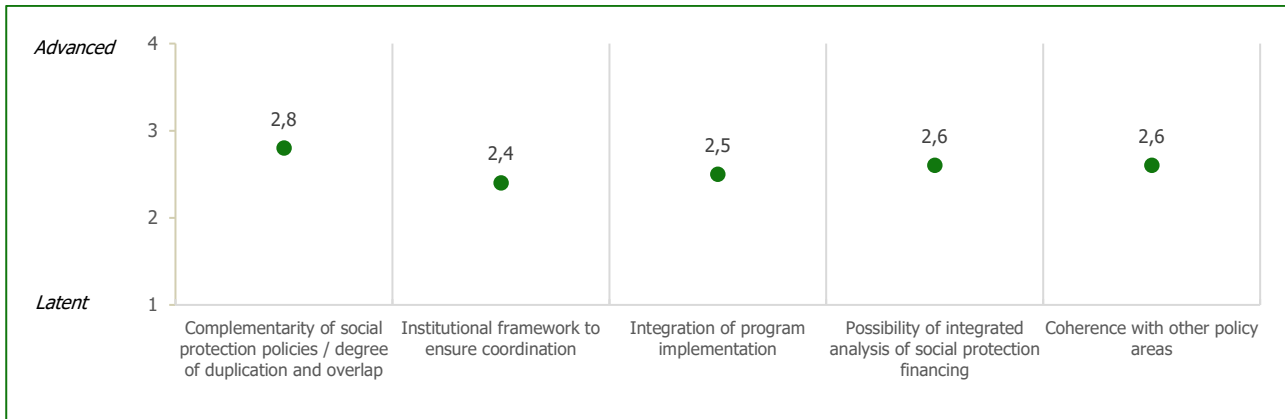 Advanced
4
3
2
1
Latent
2,8
2,4
2,5
2,6
2,6
Complementarity of social
protection policies / degree
of duplication and overlap
Institutional framework to
ensure coordination
Integration of program
implementation
Possibility of integrated
analysis of social protection
financing
Coherence with other policy
areas